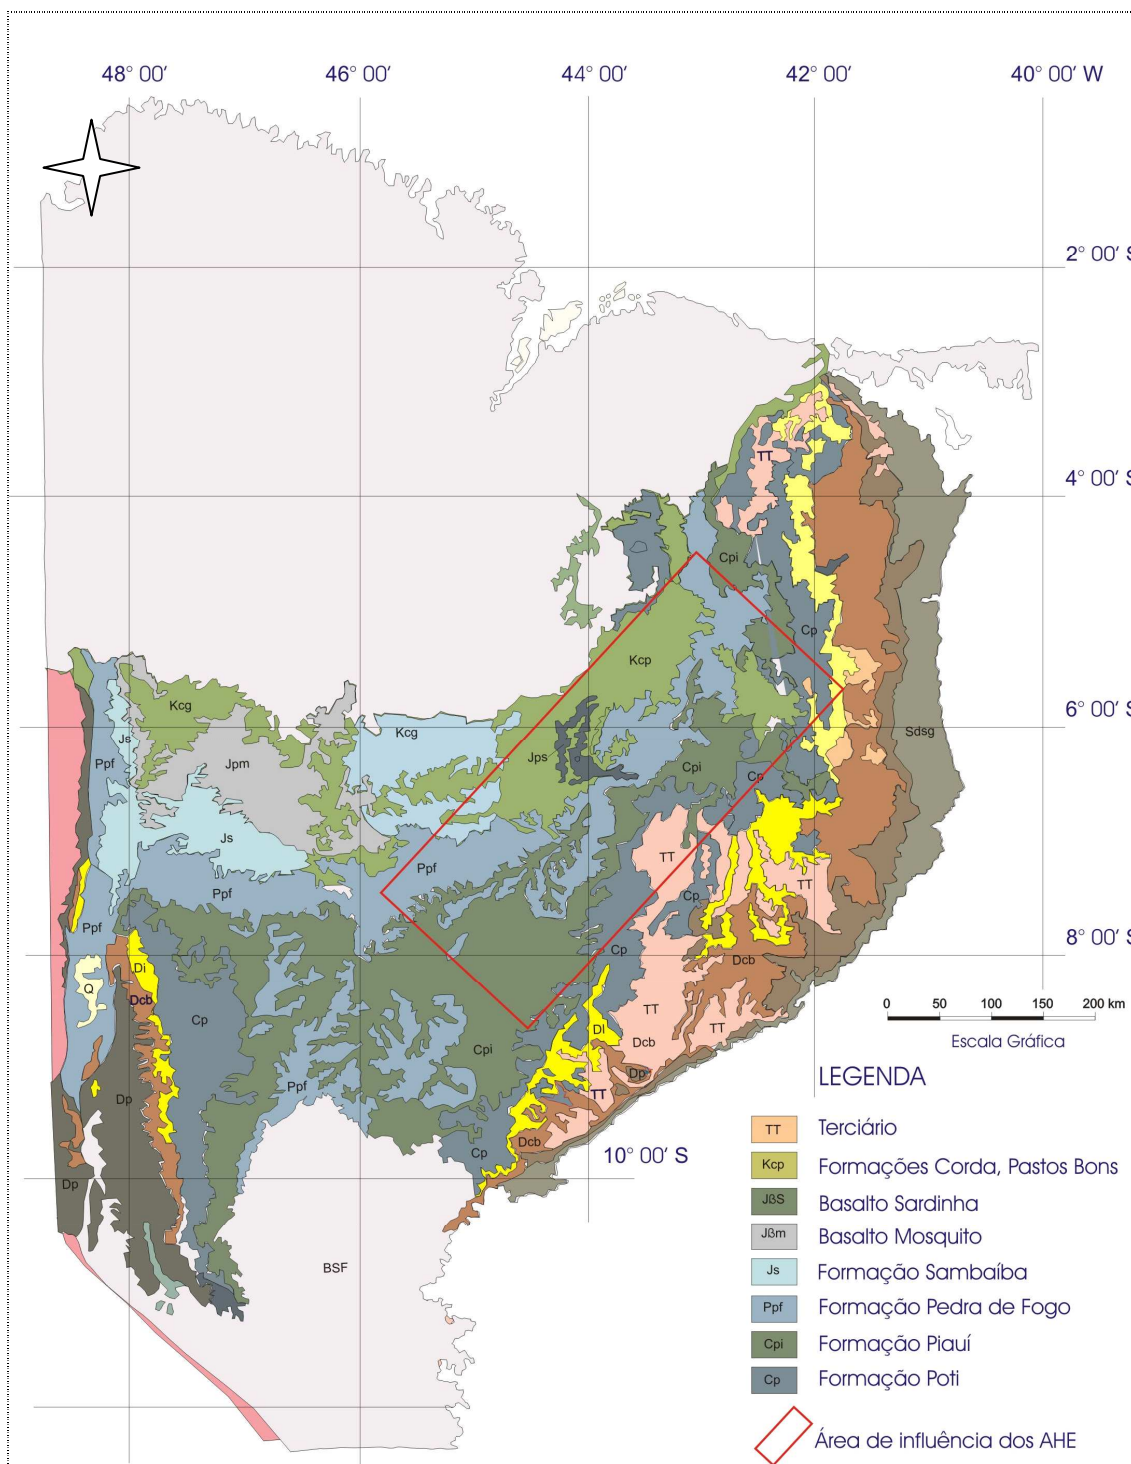 48° 00′ 46° 00′ 44° 00′ 42° 00′ 40° 00′ W
2° 00′ S
TT
4° 00′ S
Cpi
Cp
Kcp
Kcg
Js
Kcg
6° 00′ S
Sdsg
Ppf
Jpm
Jps
Cpi
Cp
Js
TT
Ppf
Ppf
TT
Cp
Ppf
8° 00′ S
Cp
Dcb
Di
Q
Dcb
0 50 100 150 200 km
TT
Cp
DI
TT
Escala Gráfica
Dcb
Cpi
Dp
LEGENDA
Ppf
Dp
TT
TT Terciário
Dcb
10° 00′ S
Cp
Kcp Formações Corda, Pastos Bons
Dp
JßS Basalto Sardinha
Jßm Basalto Mosquito
BSF
Js Formação Sambaíba
Ppf Formação Pedra de Fogo
Cpi Formação Piauí
Cp Formação Poti
Área de influência dos AHE